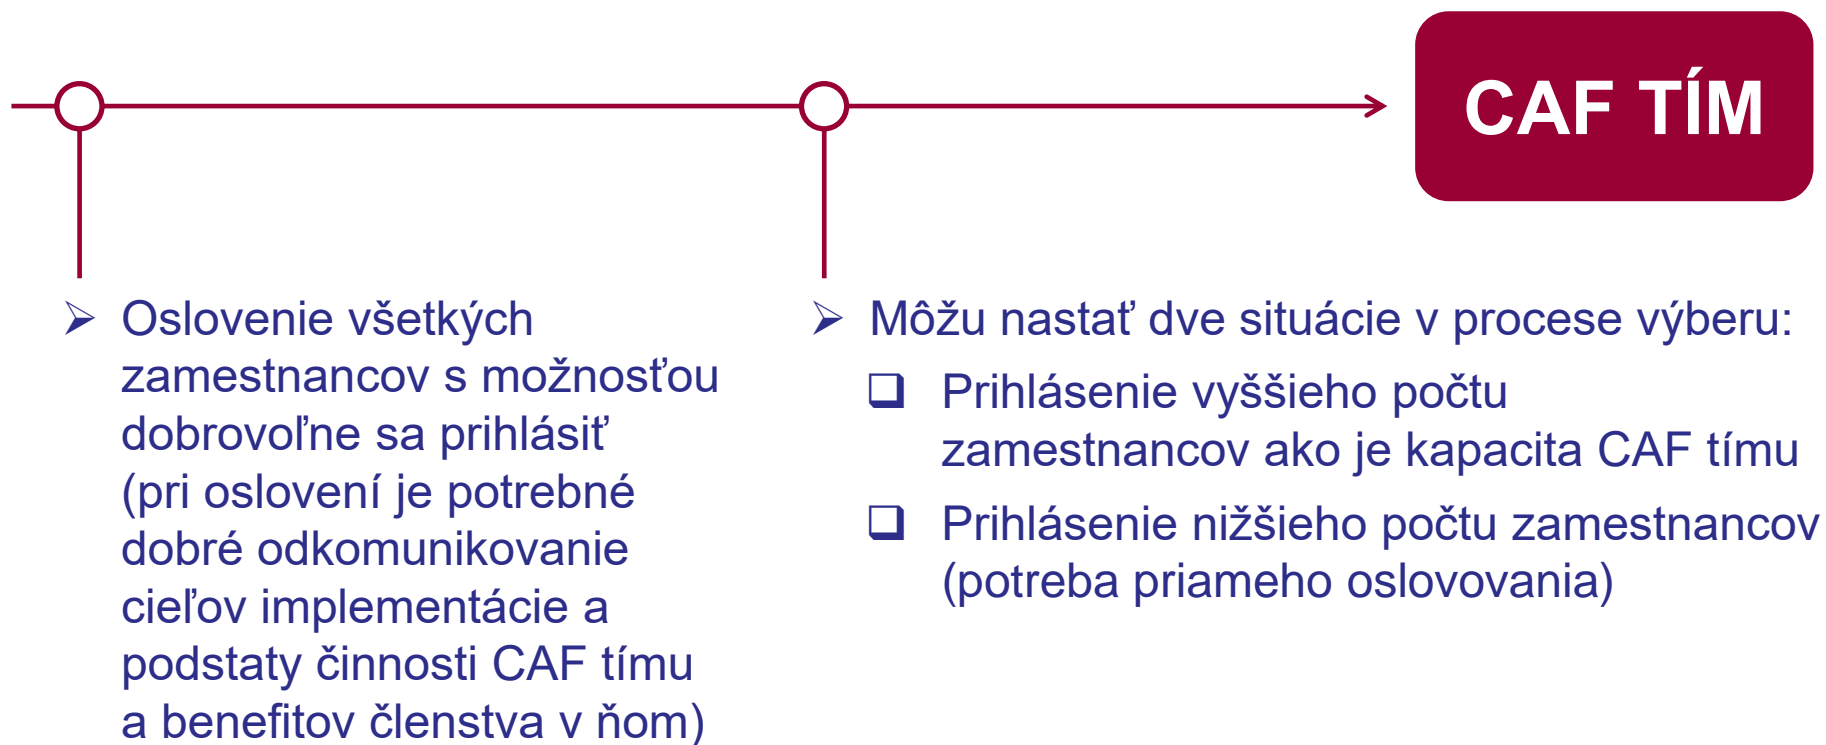 CAF TÍM
Oslovenie všetkých
zamestnancov s možnosťou
dobrovoľne sa prihlásiť
(pri oslovení je potrebné
dobré odkomunikovanie
cieľov implementácie a
podstaty činnosti CAF tímu
a benefitov členstva v ňom)
Môžu nastať dve situácie v procese výberu:
Prihlásenie vyššieho počtu
zamestnancov ako je kapacita CAF tímu
Prihlásenie nižšieho počtu zamestnancov
(potreba priameho oslovovania)